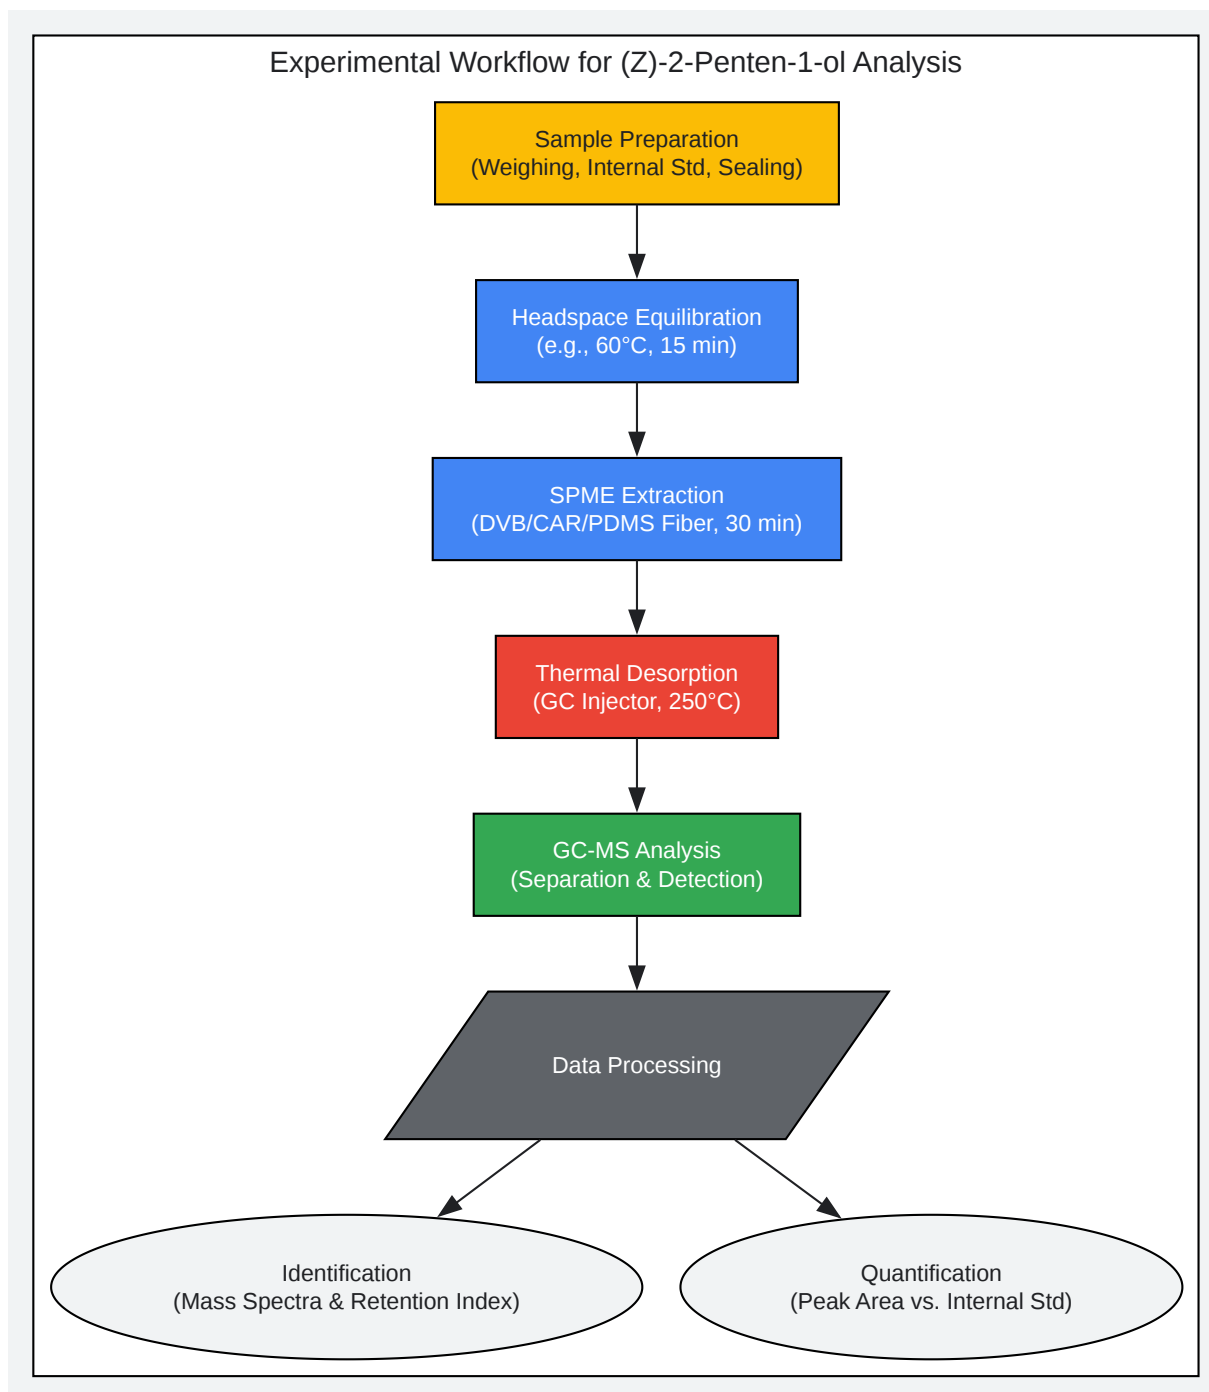 Experimental Workflow for (Z)-2-Penten-1-ol Analysis
Sample Preparation
(Weighing, Internal Std, Sealing)
Headspace Equilibration
(e.g., 60°C, 15 min)
SPME Extraction
(DVB/CAR/PDMS Fiber, 30 min)
Thermal Desorption
(GC Injector, 250°C)
GC-MS Analysis
(Separation & Detection)
Data Processing
Identification
(Mass Spectra & Retention Index)
Quantification
(Peak Area vs. Internal Std)